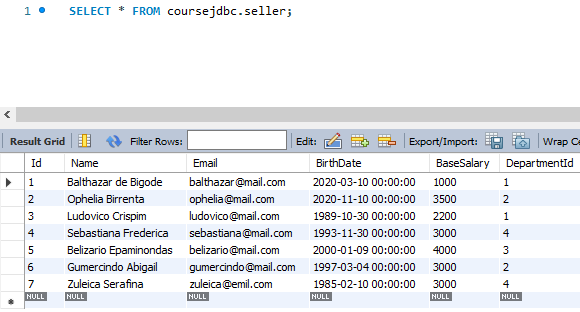 1 SELECT * FROM coursejdbc.seller;
Result Grid Filter Rows: Edit: Export/Import: Wrap Ce
Id Name Email BirthDate BaseSalary DepartmentId
1 Balthazar de Bigode balthazar@mail.com 2020-03-10 00:00:00 1000 1
2 Ophelia Birrenta ophelia@mail.com 2020-11-10 00:00:00 3500 2
3 Ludovico Crispim ludovico@mail.com 1989-10-30 00:00:00 2200 1
4 Sebastiana Frederica sebastiana@mail.com 1993-11-30 00:00:00 3000 4
5 Belizario Epaminondas belizario@mail.com 2000-01-09 00:00:00 4000 3
6 Gumercindo Abigail gumercindo@mail.com 1997-03-04 00:00:00 3000 2
7 Zuleica Serafina zuleica@emil.com 1985-02-10 00:00:00 3000 4
NULL NULL NULL NULL NULL NULL